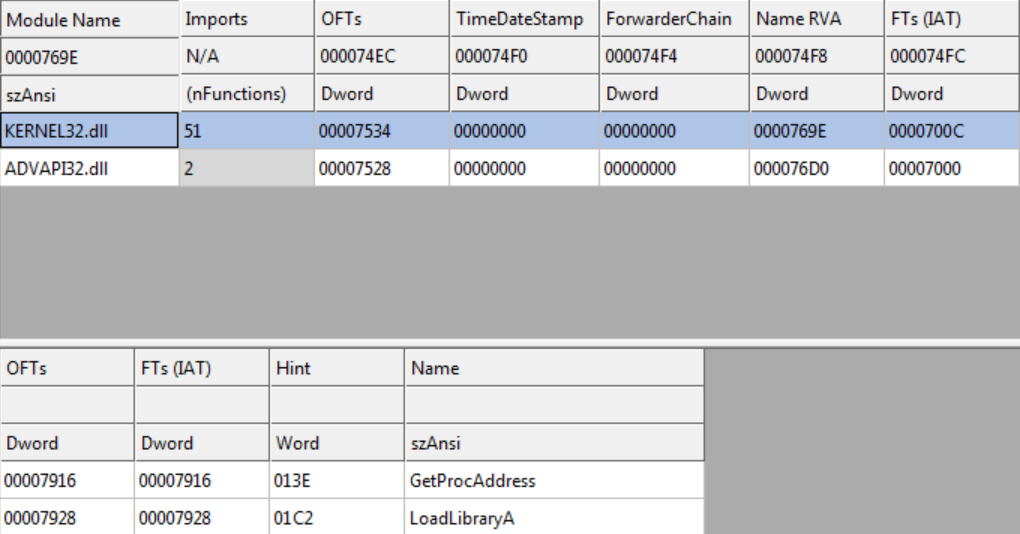 Module Name Imports OFTs TimeDateStamp ForwarderChain Name RVA FTs (IAT)
0000769E N/A 000074EC 000074F0 000074F4 000074F8 000074FC
szAnsi (nFunctions) Dword Dword Dword Dword Dword
KERNEL32.dll 51 00007534 00000000 00000000 0000769E 0000700C
ADVAPI32.dll 2 00007528 00000000 00000000 000076D0 00007000
OFTs FTs (IAT) Hint Name
Dword Dword Word szAnsi
00007916 00007916 013E GetProcAddress
00007928 00007928 01C2 LoadLibraryA